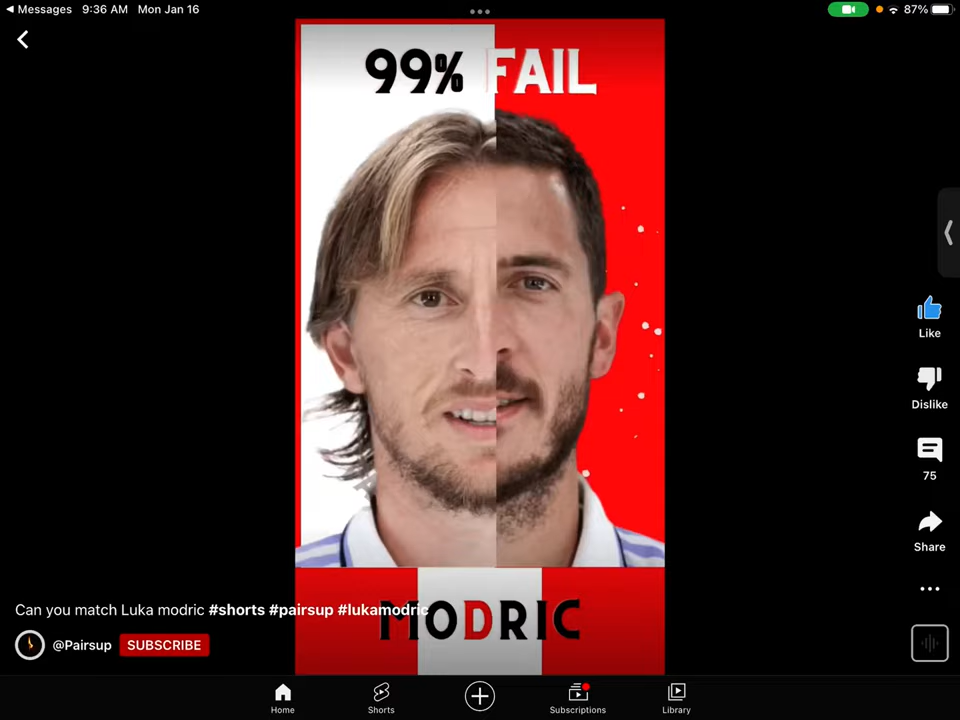 Messages 9:36 AM Mon Jan 16
87%
99% FAIL
Like
Dislike
75
Share
MODRIC
Can you match Luka modric #shorts #pairsup #lukamodric
@Pairsup SUBSCRIBE
Home Shorts Subscriptions Library